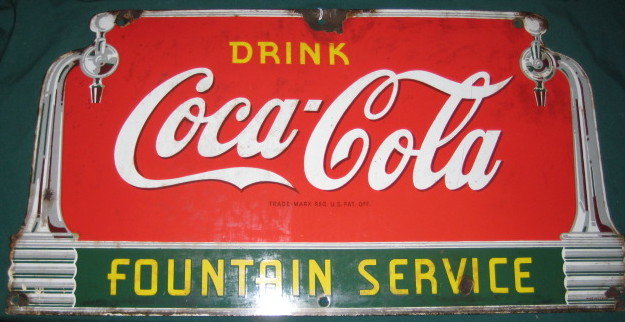 DRINK
Coca-Cola
TRADE-MARK REG. U.S. PAT. OFF.
FOUNTAIN SERVICE